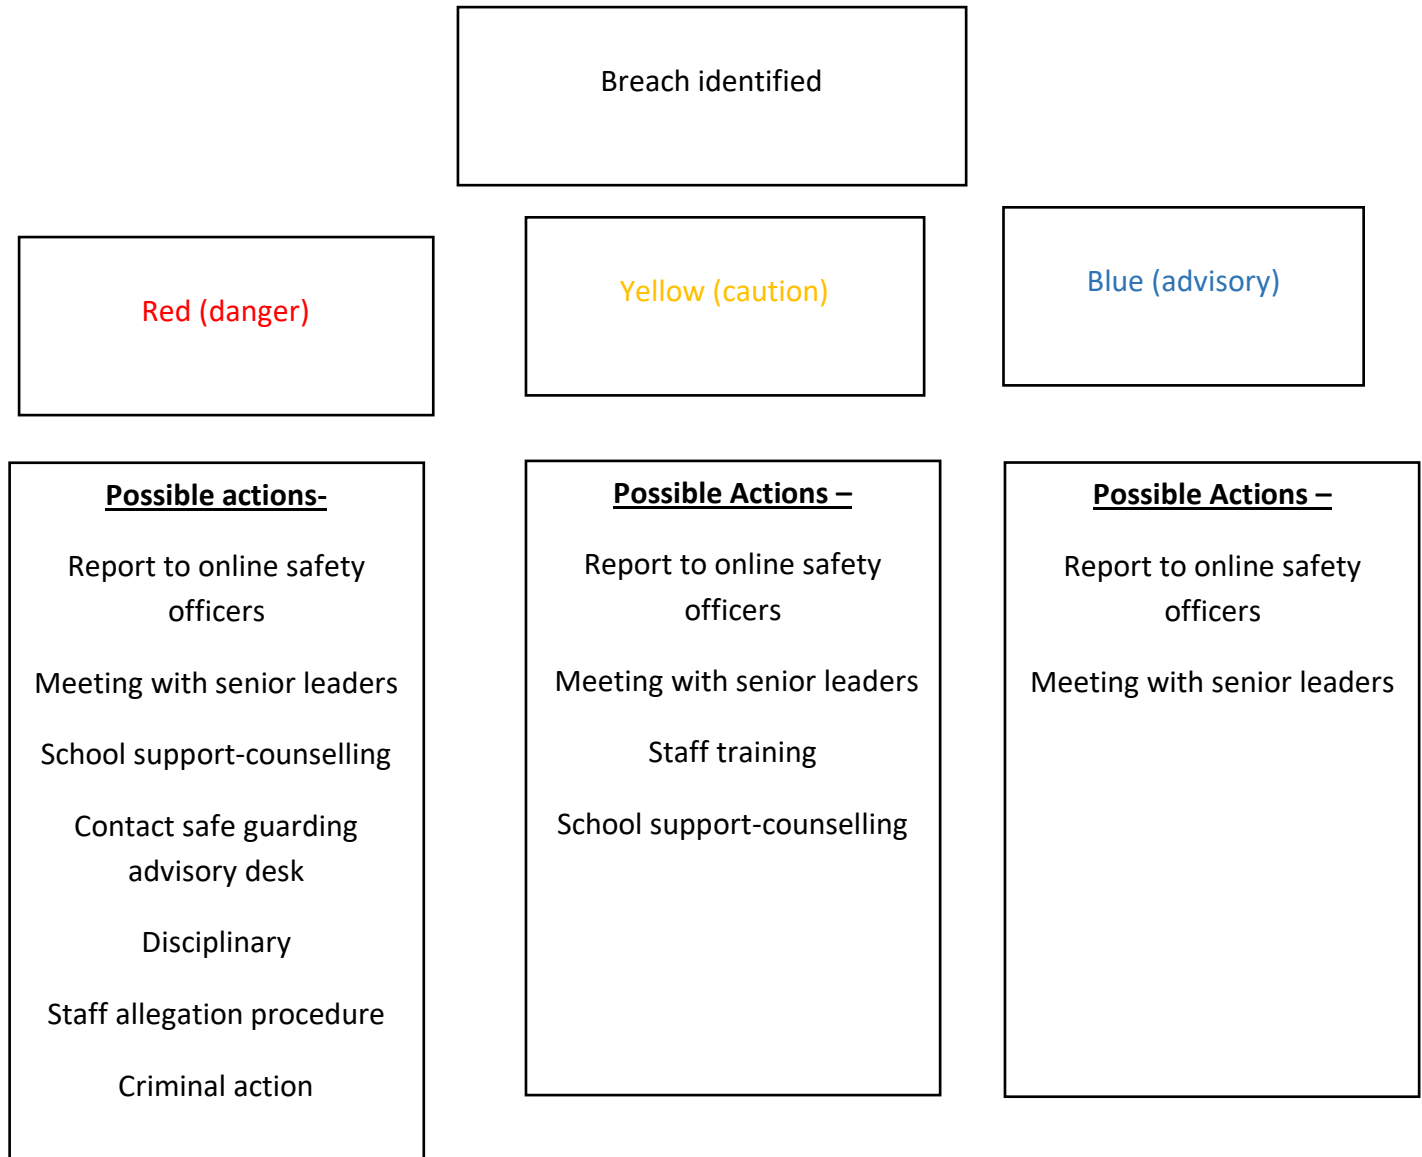 Breach identified
Red (danger)
Yellow (caution)
Blue (advisory)
Possible actions-
Report to online safety
officers
Meeting with senior leaders
School support-counselling
Contact safe guarding
advisory desk
Disciplinary
Staff allegation procedure
Criminal action
Possible Actions –
Report to online safety
officers
Meeting with senior leaders
Staff training
School support-counselling
Possible Actions –
Report to online safety
officers
Meeting with senior leaders